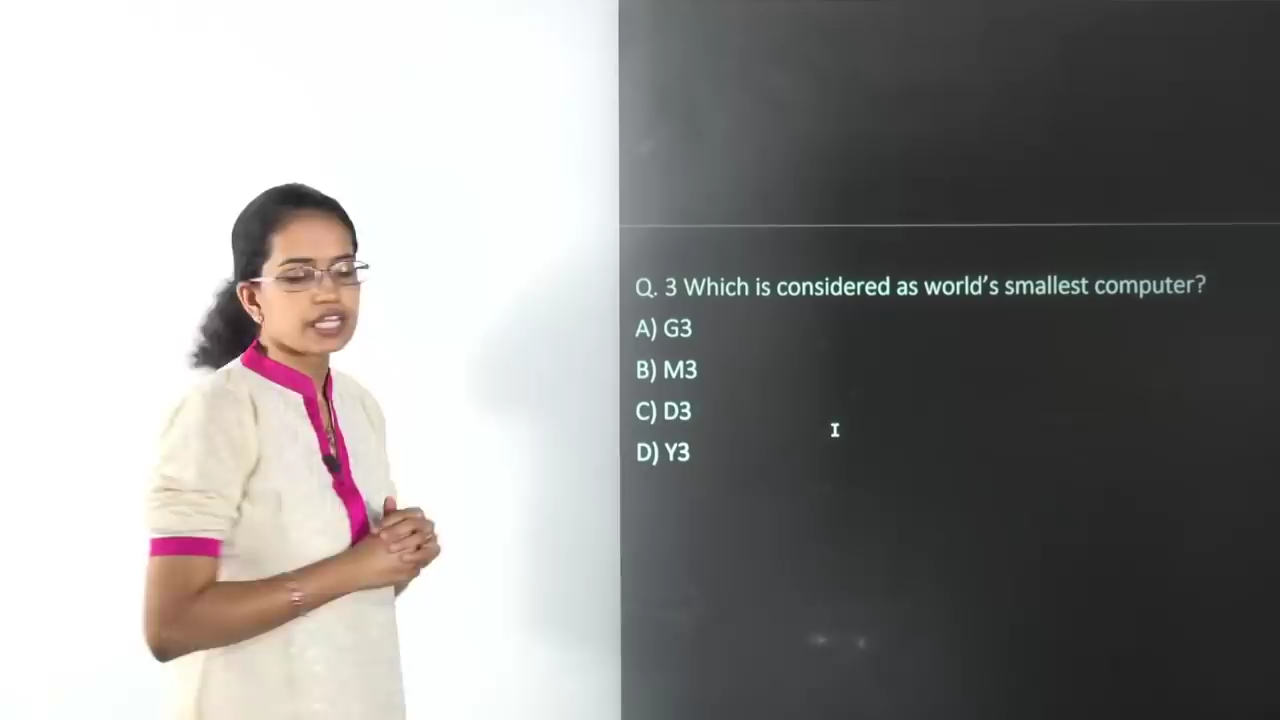 Q. 3 Which is considered as world’s smallest computer?
A) G3
B) M3
C) D3
D) Y3